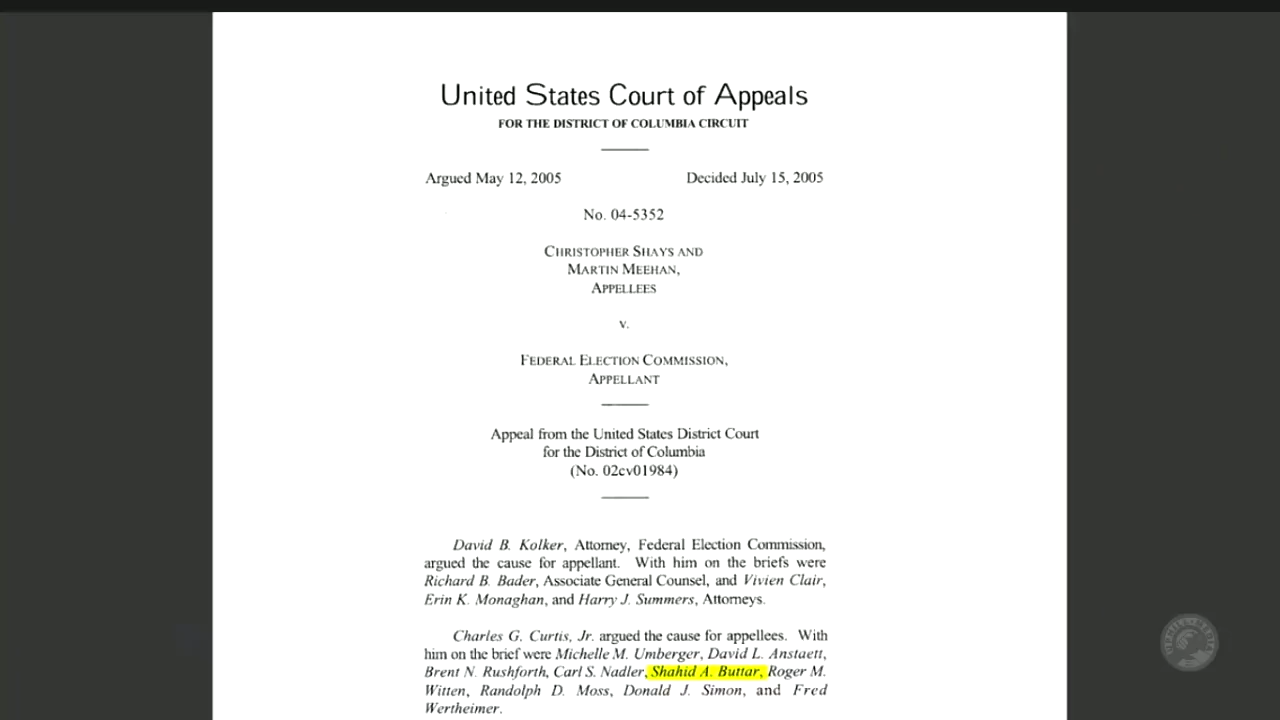 United States Court of Appeals
FOR THE DISTRICT OF COLUMBIA CIRCUIT
Argued May 12, 2005 Decided July 15, 2005
No. 04-5352
CHRISTOPHER SHAYS AND
MARTIN MEEHAN,
APPELLEES
v.
FEDERAL ELECTION COMMISSION,
APPELLANT
Appeal from the United States District Court
for the District of Columbia
(No. 02cv01984)
David B. Kolker, Attorney, Federal Election Commission,
argued the cause for appellant. With him on the briefs were
Richard B. Bader, Associate General Counsel, and Vivien Clair,
Erin K. Monaghan, and Harry J. Summers, Attorneys.
Charles G. Curtis, Jr. argued the cause for appellees. With
him on the brief were Michelle M. Umberger, David L. Anstaett,
Brent N. Rushforth, Carl S. Nadler, Shahid A. Buttar, Roger M.
Witten, Randolph D. Moss, Donald J. Simon, and Fred
Wertheimer.